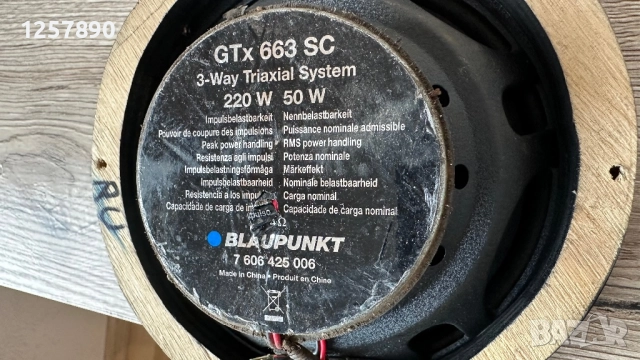 1257890
GTx 663 SC
3-Way Triaxial System
220 W 50 W
Impulsbelastbarkeit Nennbelastbarkeit
Pouvoir de coupure des impulsions Puissance nominale admissible
Peak power handling RMS power handling
Resistenza agli impulsi Potenza nominale
Impulsbelastningsförmåga Märkeffekt
Impulsbelastbaarheid Nominale belastbaarheid
Resistencia a los Carga nominal
Capacidade de carga de Capacidade de carga nominal
Ω
BLAUPUNKT
7 606 425 006
Made in China • Produit en Chine
bazar